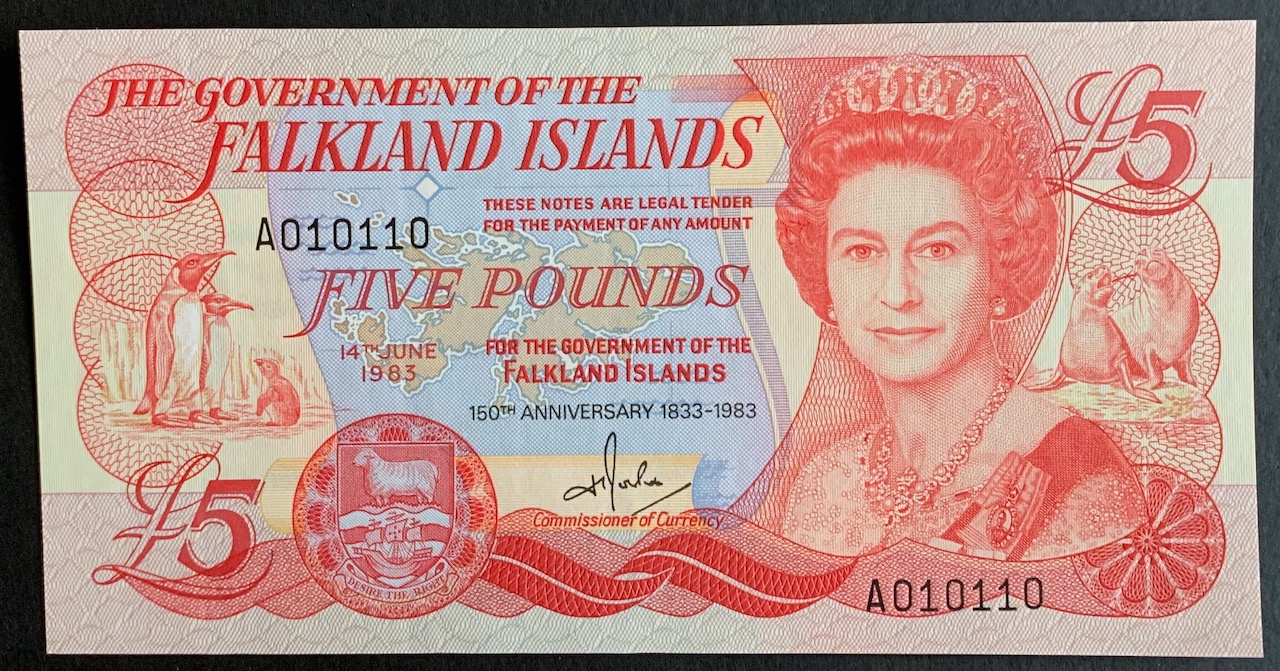 THE GOVERNMENT OF THE
FALKLAND ISLANDS
£5
THESE NOTES ARE LEGAL TENDER
FOR THE PAYMENT OF ANY AMOUNT
A010110
FIVE POUNDS
14TH JUNE
1983
FOR THE GOVERNMENT OF THE
FALKLAND ISLANDS
150TH ANNIVERSARY 1833-1983
Commissioner of Currency
£5
DESIRE THE RIGHT
A010110